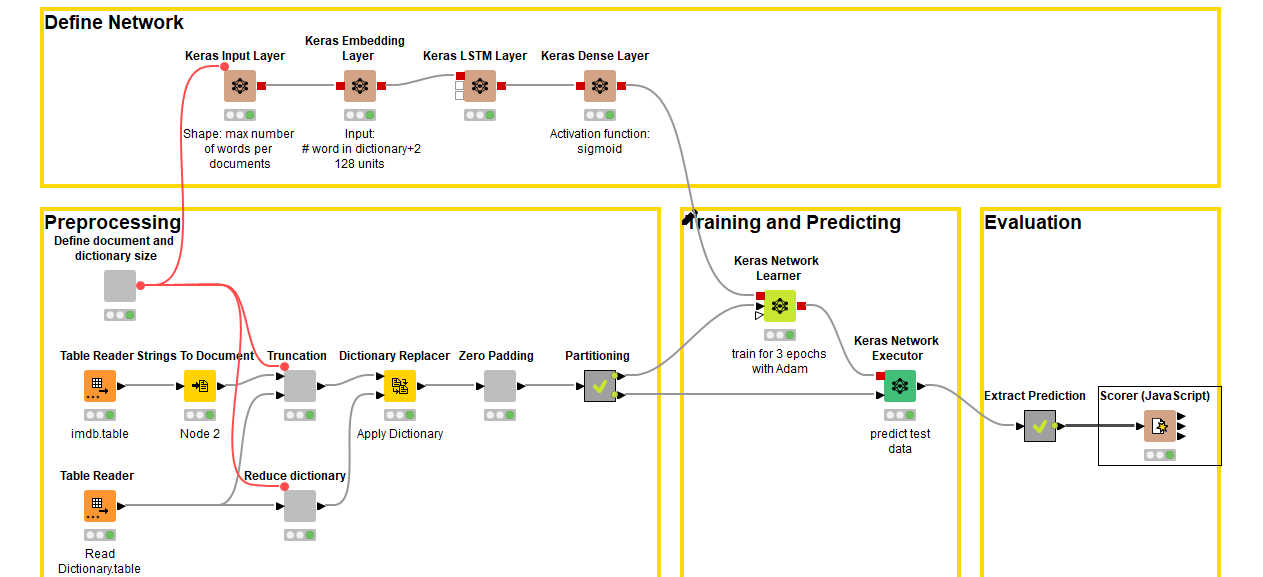 Define Network
Keras Input Layer
Keras Embedding
Layer
Keras LSTM Layer
Keras Dense Layer
Shape: max number
of words per
documents
Input:
# word in dictionary+2
128 units
Activation function:
sigmoid
Preprocessing
Define document and
dictionary size
Table Reader
Strings To Document
Truncation
Dictionary Replacer
Zero Padding
Partitioning
imdb.table
Node 2
Apply Dictionary
Table Reader
Reduce dictionary
Read
Dictionary.table
Training and Predicting
Keras Network
Learner
train for 3 epochs
with Adam
Keras Network
Executor
predict test
data
Evaluation
Extract Prediction
Scorer (JavaScript)